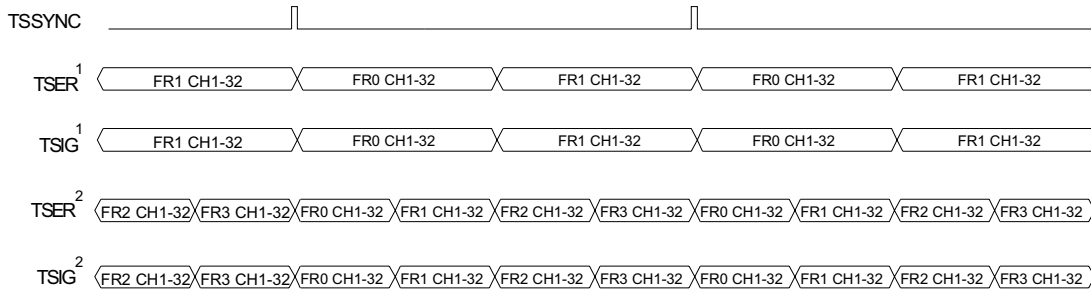 TSSYNC
TSER1 FR1 CH1-32 FR0 CH1-32 FR1 CH1-32 FR0 CH1-32 FR1 CH1-32
TSIG1 FR1 CH1-32 FR0 CH1-32 FR1 CH1-32 FR0 CH1-32 FR1 CH1-32
TSER2 FR2 CH1-32 FR3 CH1-32 FR0 CH1-32 FR1 CH1-32 FR2 CH1-32 FR3 CH1-32 FR0 CH1-32 FR1 CH1-32 FR2 CH1-32 FR3 CH1-32
TSIG2 FR2 CH1-32 FR3 CH1-32 FR0 CH1-32 FR1 CH1-32 FR2 CH1-32 FR3 CH1-32 FR0 CH1-32 FR1 CH1-32 FR2 CH1-32 FR3 CH1-32